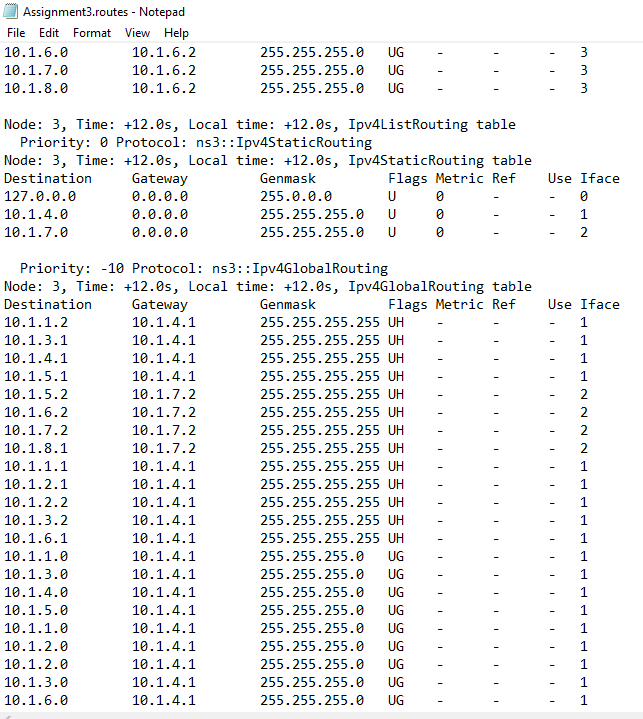 Assignment3.routes - Notepad
File Edit Format View Help
10.1.6.0        10.1.6.2        255.255.255.0   UG    -      -      -   3
10.1.7.0        10.1.6.2        255.255.255.0   UG    -      -      -   3
10.1.8.0        10.1.6.2        255.255.255.0   UG    -      -      -   3

Node: 3, Time: +12.0s, Local time: +12.0s, Ipv4ListRouting table
  Priority: 0 Protocol: ns3::Ipv4StaticRouting
Node: 3, Time: +12.0s, Local time: +12.0s, Ipv4StaticRouting table
Destination     Gateway         Genmask         Flags Metric Ref    Use Iface
127.0.0.0       0.0.0.0         255.0.0.0       U     0      -      -   0
10.1.4.0        0.0.0.0         255.255.255.0   U     0      -      -   1
10.1.7.0        0.0.0.0         255.255.255.0   U     0      -      -   2

  Priority: -10 Protocol: ns3::Ipv4GlobalRouting
Node: 3, Time: +12.0s, Local time: +12.0s, Ipv4GlobalRouting table
Destination     Gateway         Genmask         Flags Metric Ref    Use Iface
10.1.1.2        10.1.4.1        255.255.255.255 UH    -      -      -   1
10.1.3.1        10.1.4.1        255.255.255.255 UH    -      -      -   1
10.1.4.1        10.1.4.1        255.255.255.255 UH    -      -      -   1
10.1.5.1        10.1.4.1        255.255.255.255 UH    -      -      -   1
10.1.5.2        10.1.7.2        255.255.255.255 UH    -      -      -   2
10.1.6.2        10.1.7.2        255.255.255.255 UH    -      -      -   2
10.1.7.2        10.1.7.2        255.255.255.255 UH    -      -      -   2
10.1.8.1        10.1.7.2        255.255.255.255 UH    -      -      -   2
10.1.1.1        10.1.4.1        255.255.255.255 UH    -      -      -   1
10.1.2.1        10.1.4.1        255.255.255.255 UH    -      -      -   1
10.1.2.2        10.1.4.1        255.255.255.255 UH    -      -      -   1
10.1.3.2        10.1.4.1        255.255.255.255 UH    -      -      -   1
10.1.6.1        10.1.4.1        255.255.255.255 UH    -      -      -   1
10.1.1.0        10.1.4.1        255.255.255.0   UG    -      -      -   1
10.1.3.0        10.1.4.1        255.255.255.0   UG    -      -      -   1
10.1.4.0        10.1.4.1        255.255.255.0   UG    -      -      -   1
10.1.5.0        10.1.4.1        255.255.255.0   UG    -      -      -   1
10.1.1.0        10.1.4.1        255.255.255.0   UG    -      -      -   1
10.1.2.0        10.1.4.1        255.255.255.0   UG    -      -      -   1
10.1.2.0        10.1.4.1        255.255.255.0   UG    -      -      -   1
10.1.3.0        10.1.4.1        255.255.255.0   UG    -      -      -   1
10.1.6.0        10.1.4.1        255.255.255.0   UG    -      -      -   1